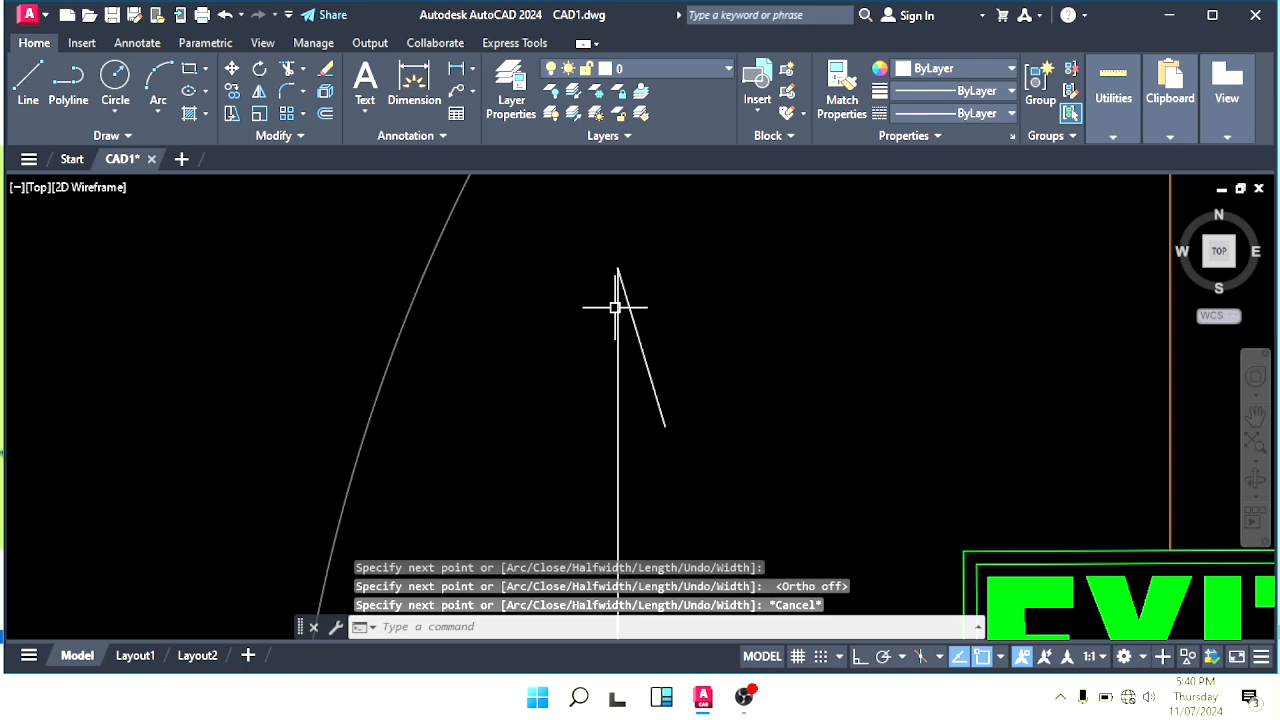 A Share Autodesk AutoCAD 2024 CAD1.dwg Type a keyword or phrase Sign In
Home Insert Annotate Parametric View Manage Output Collaborate Express Tools
0 ByLayer
ByLayer
ByLayer
Line Polyline Circle Arc Text Dimension Layer Properties Insert Match Properties Group Utilities Clipboard View
Draw Modify Annotation Layers Block Properties Groups
Start CAD1*
[−][Top][2D Wireframe]
N
W TOP E
S
WCS
Specify next point or [Arc/Close/Halfwidth/Length/Undo/Width]:
Specify next point or [Arc/Close/Halfwidth/Length/Undo/Width]: <Ortho off>
Specify next point or [Arc/Close/Halfwidth/Length/Undo/Width]: *Cancel*
Type a command
Model Layout1 Layout2 MODEL 1:1
5:40 PM
Thursday
11/07/2024
3